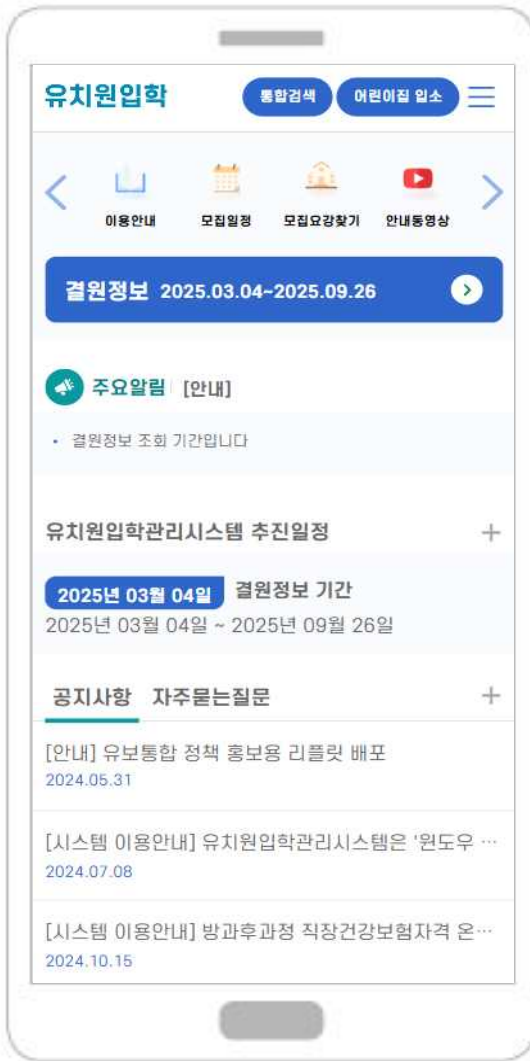 유치원입학 통합검색 어린이집 입소
이용안내 모집일정 모집요강찾기 안내동영상
결원정보 2025.03.04~2025.09.26
주요알림 [안내]
• 결원정보 조회 기간입니다
유치원입학관리시스템 추진일정 +
2025년 03월 04일 결원정보 기간
2025년 03월 04일 ~ 2025년 09월 26일
공지사항 자주묻는질문 +
[안내] 유보통합 정책 홍보용 리플릿 배포
2024.05.31
[시스템 이용안내] 유치원입학관리시스템은 '윈도우 …
2024.07.08
[시스템 이용안내] 방과후과정 직장건강보험자격 온…
2024.10.15